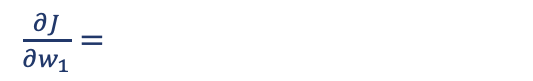 ∂J/∂w₁ =